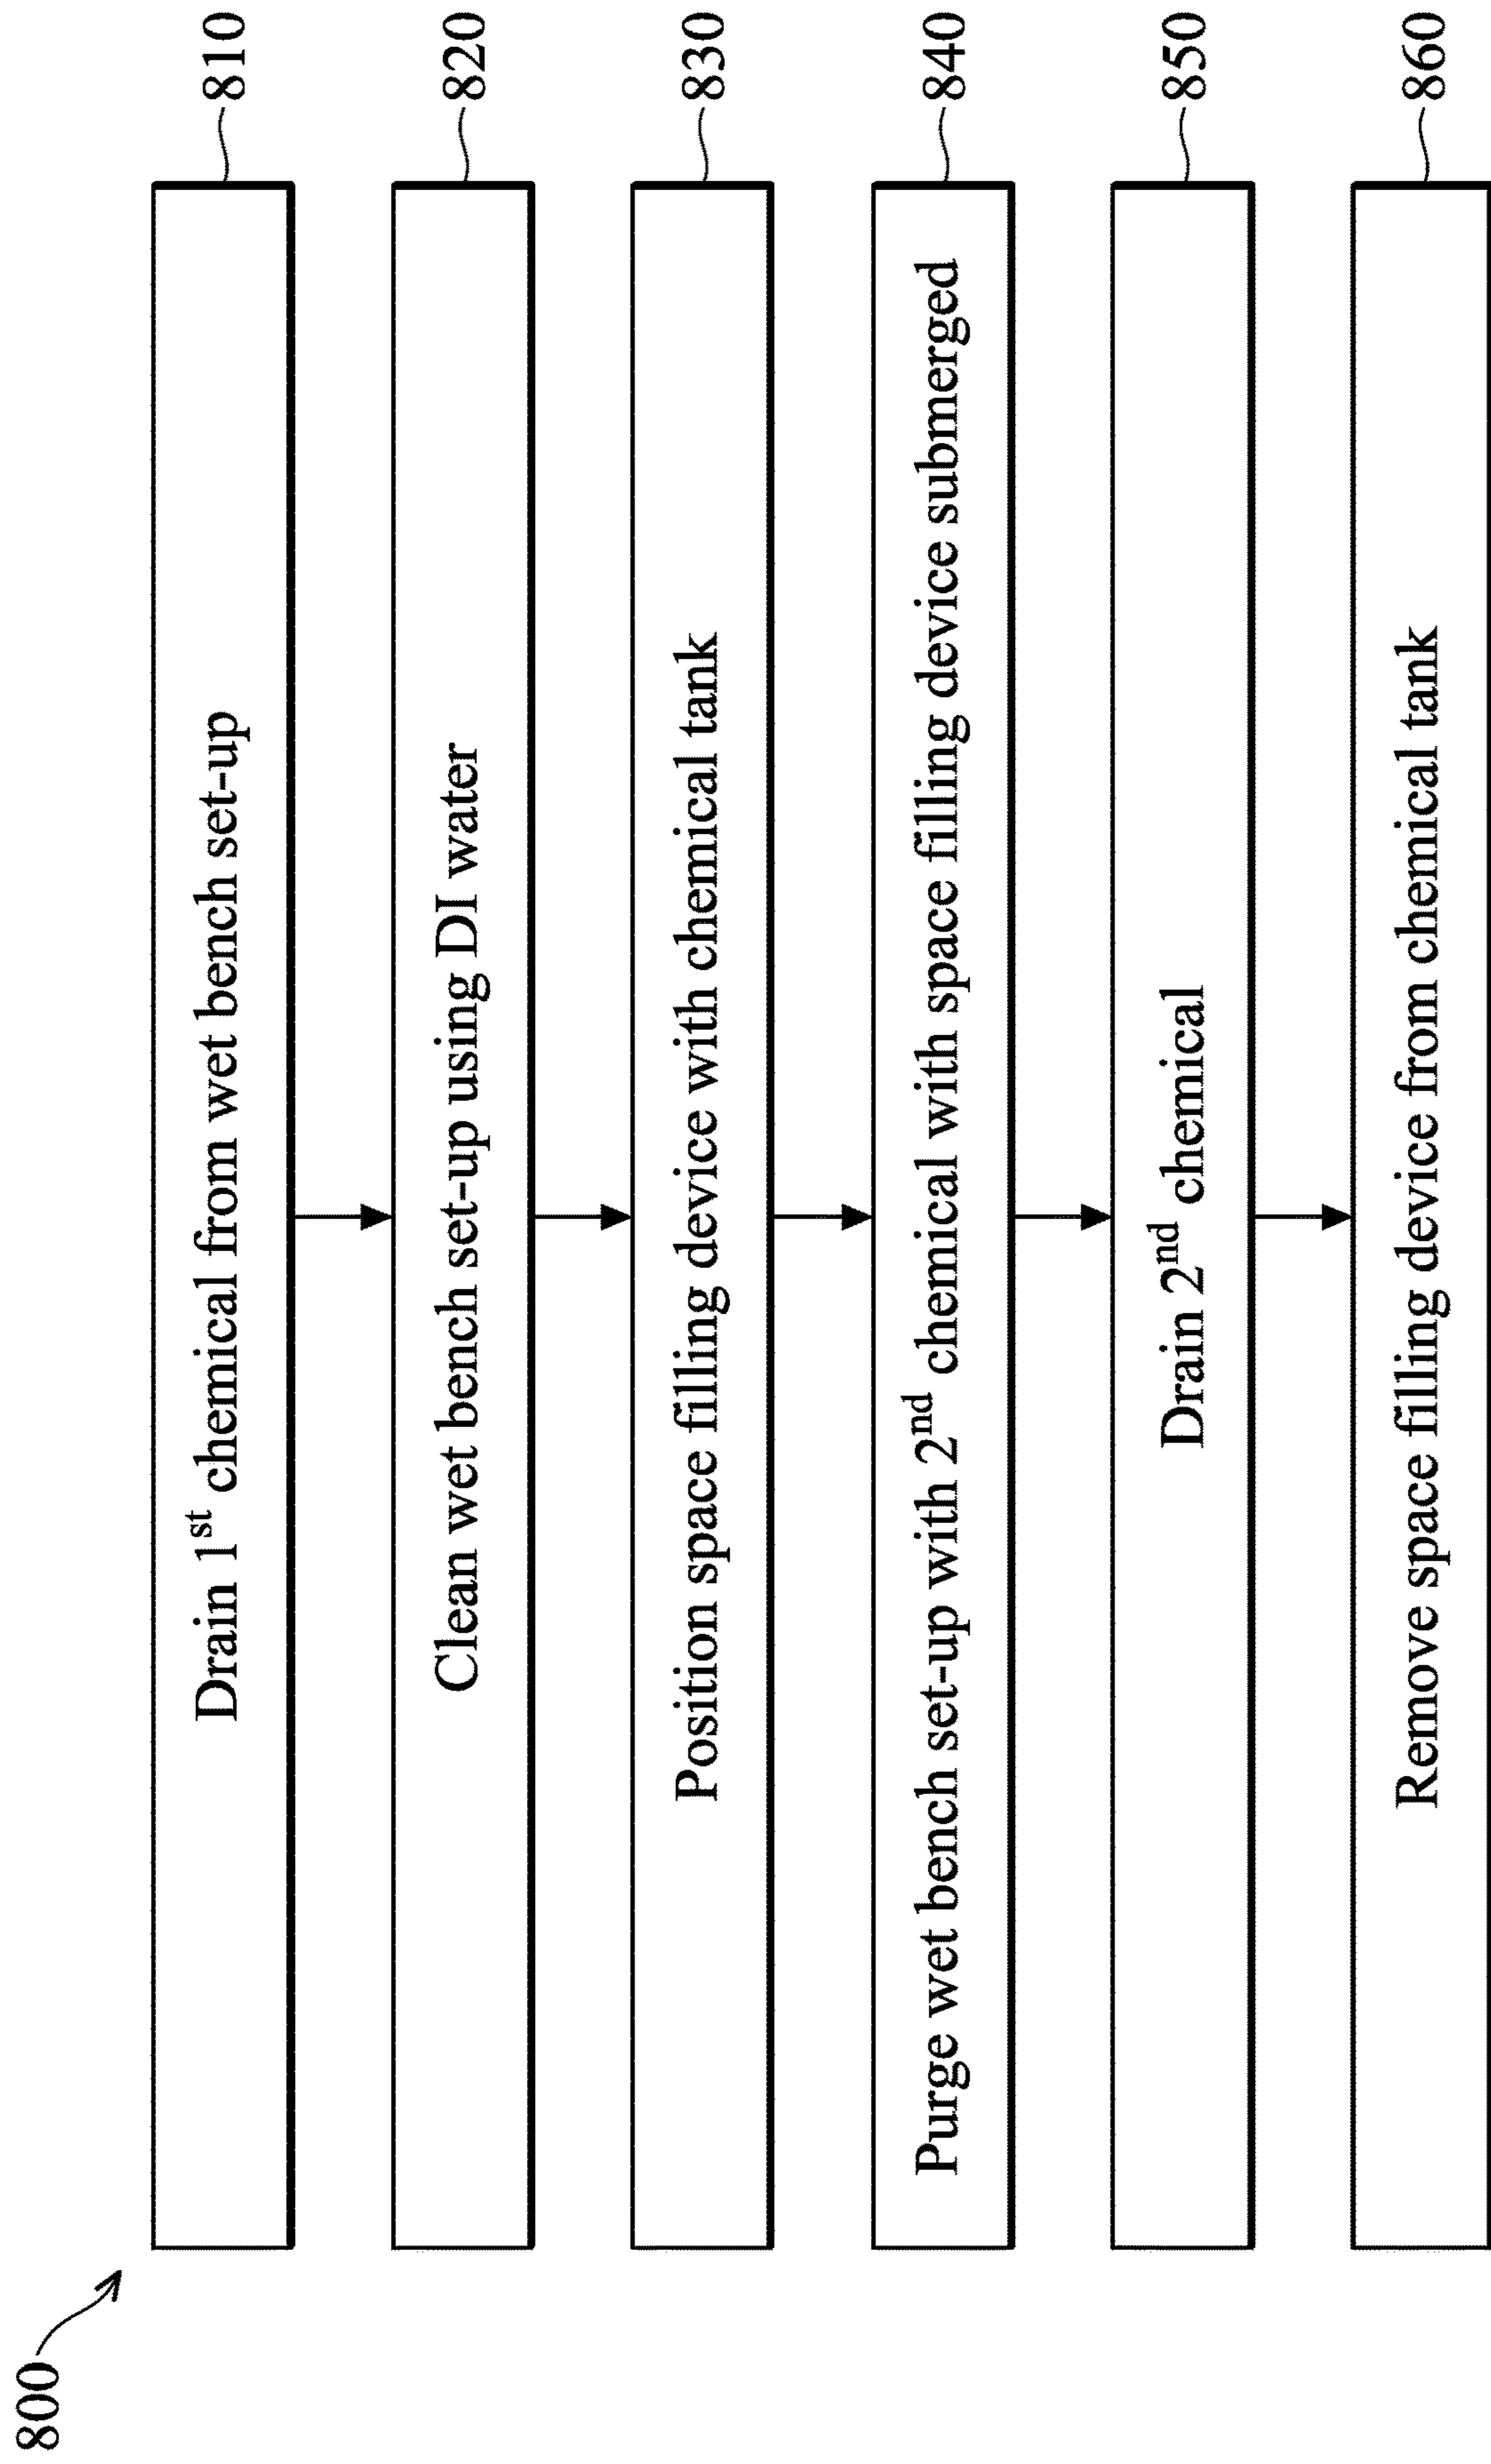 800
Drain 1st chemical from wet bench set-up
810
Clean wet bench set-up using DI water
820
Position space filling device with chemical tank
830
Purge wet bench set-up with 2nd chemical with space filling device submerged
840
Drain 2nd chemical
850
Remove space filling device from chemical tank
860